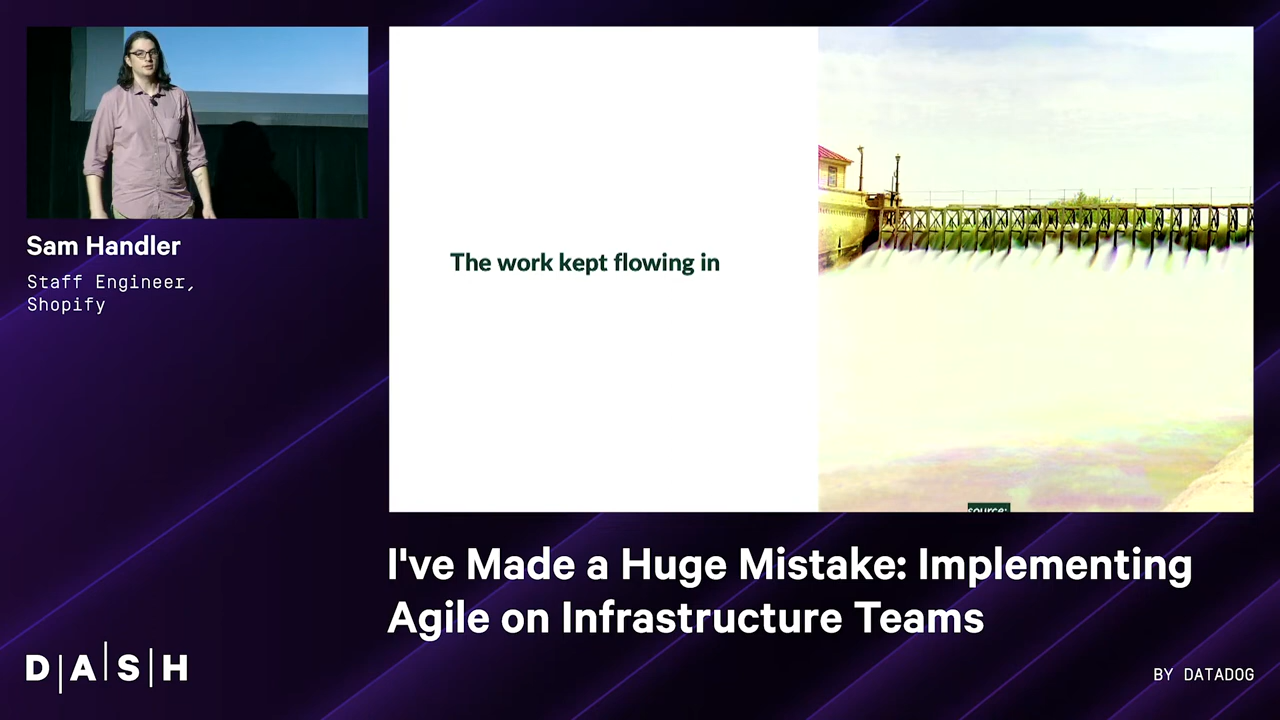 Sam Handler
Staff Engineer,
Shopify
The work kept flowing in
source:
I've Made a Huge Mistake: Implementing
Agile on Infrastructure Teams
D|A|S|H
BY DATADOG